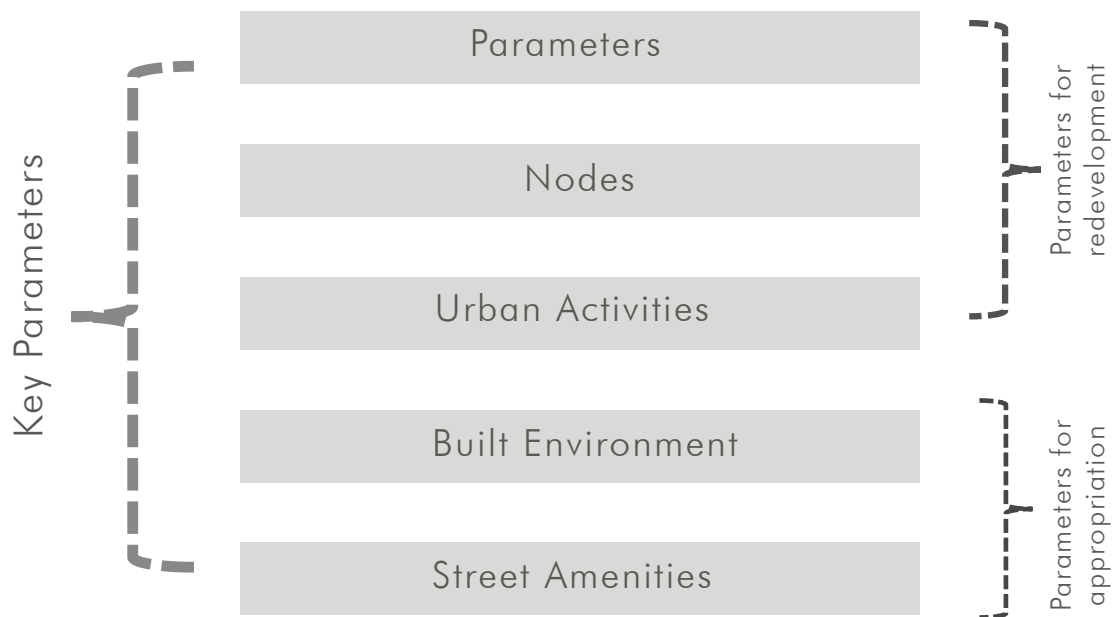 Key Parameters
Parameters
Nodes
Urban Activities
Built Environment
Street Amenities
Parameters for
redevelopment
Parameters for
appropriation